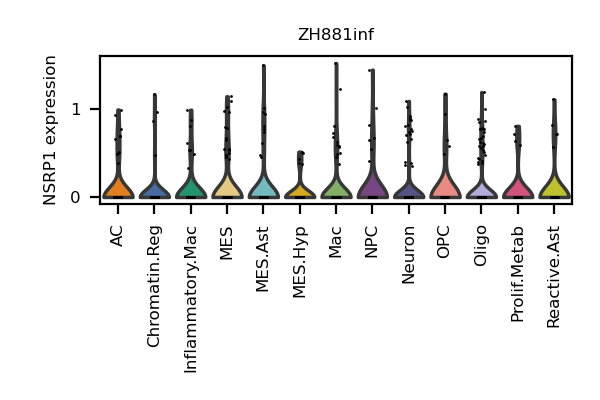 ZH881inf
NSRP1 expression
1
0
AC
Chromatin.Reg
Inflammatory.Mac
MES
MES.Ast
MES.Hyp
Mac
NPC
Neuron
OPC
Oligo
Prolif.Metab
Reactive.Ast